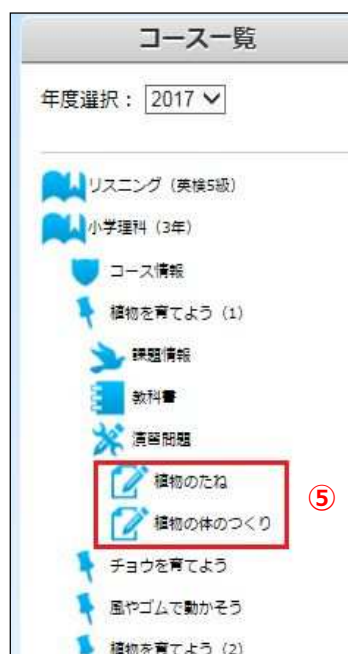 コース一覧
年度選択： 2017
リスニング（英検5級）
小学理科（3年）
コース情報
植物を育てよう（1）
課題情報
教科書
演習問題
植物のたね
植物の体のつくり
⑤
チョウを育てよう
風やゴムで動かそう
植物を育てよう（2）